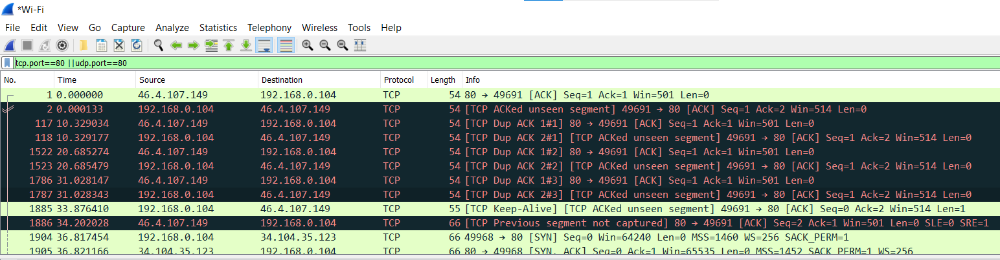 *Wi-Fi
File Edit View Go Capture Analyze Statistics Telephony Wireless Tools Help
tcp.port==80 ||udp.port==80
No. Time Source Destination Protocol Length Info
1 0.000000 46.4.107.149 192.168.0.104 TCP 54 80 → 49691 [ACK] Seq=1 Ack=1 Win=501 Len=0
2 0.000133 192.168.0.104 46.4.107.149 TCP 54 [TCP ACKed unseen segment] 49691 → 80 [ACK] Seq=1 Ack=2 Win=514 Len=0
117 10.329034 46.4.107.149 192.168.0.104 TCP 54 [TCP Dup ACK 1#1] 80 → 49691 [ACK] Seq=1 Ack=1 Win=501 Len=0
118 10.329177 192.168.0.104 46.4.107.149 TCP 54 [TCP Dup ACK 2#1] [TCP ACKed unseen segment] 49691 → 80 [ACK] Seq=1 Ack=2 Win=514 Len=0
1522 20.685274 46.4.107.149 192.168.0.104 TCP 54 [TCP Dup ACK 1#2] 80 → 49691 [ACK] Seq=1 Ack=1 Win=501 Len=0
1523 20.685479 192.168.0.104 46.4.107.149 TCP 54 [TCP Dup ACK 2#2] [TCP ACKed unseen segment] 49691 → 80 [ACK] Seq=1 Ack=2 Win=514 Len=0
1786 31.028147 46.4.107.149 192.168.0.104 TCP 54 [TCP Dup ACK 1#3] 80 → 49691 [ACK] Seq=1 Ack=1 Win=501 Len=0
1787 31.028343 192.168.0.104 46.4.107.149 TCP 54 [TCP Dup ACK 2#3] [TCP ACKed unseen segment] 49691 → 80 [ACK] Seq=1 Ack=2 Win=514 Len=0
1885 33.876410 192.168.0.104 46.4.107.149 TCP 55 [TCP Keep-Alive] [TCP ACKed unseen segment] 49691 → 80 [ACK] Seq=0 Ack=2 Win=514 Len=1
1886 34.202028 46.4.107.149 192.168.0.104 TCP 66 [TCP Previous segment not captured] 80 → 49691 [ACK] Seq=2 Ack=1 Win=501 Len=0 SLE=0 SRE=1
1904 36.817454 192.168.0.104 34.104.35.123 TCP 66 49968 → 80 [SYN] Seq=0 Win=64240 Len=0 MSS=1460 WS=256 SACK_PERM=1
1905 36.821166 34.104.35.123 192.168.0.104 TCP 66 80 → 49968 [SYN, ACK] Seq=0 Ack=1 Win=65535 Len=0 MSS=1452 SACK_PERM=1 WS=256